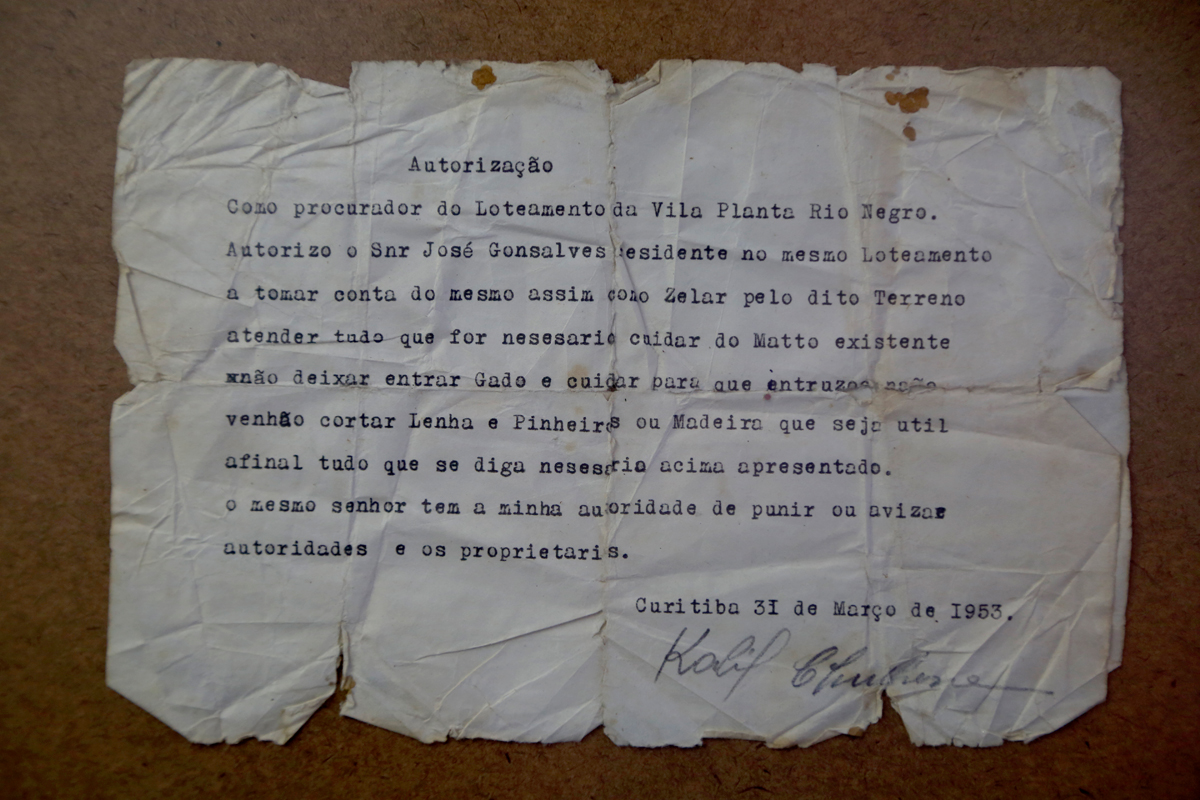 Autorização
Como procurador do Loteamento da Vila Planta Rio Negro.
Autorizo o Snr José Gonsalves residente no mesmo Loteamento
a tomar conta do mesmo assim como Zelar pelo dito Terreno
atender tudo que for nesesario cuidar do Matto existente
não deixar entrar Gado e cuidar para que entruzos
venhão cortar Lenha e Pinheiros ou Madeira que seja util
afinal tudo que se diga nesesario acima apresentado.
o mesmo senhor tem a minha autoridade de punir ou avizar
autoridades e os proprietaris.
Curitiba 3I de Março de I953.
Kalil